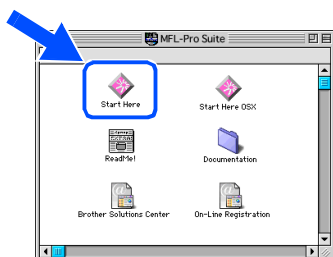 MFL-Pro Suite
Start Here
Start Here OSX
ReadMe!
Documentation
Brother Solutions Center
On-Line Registration